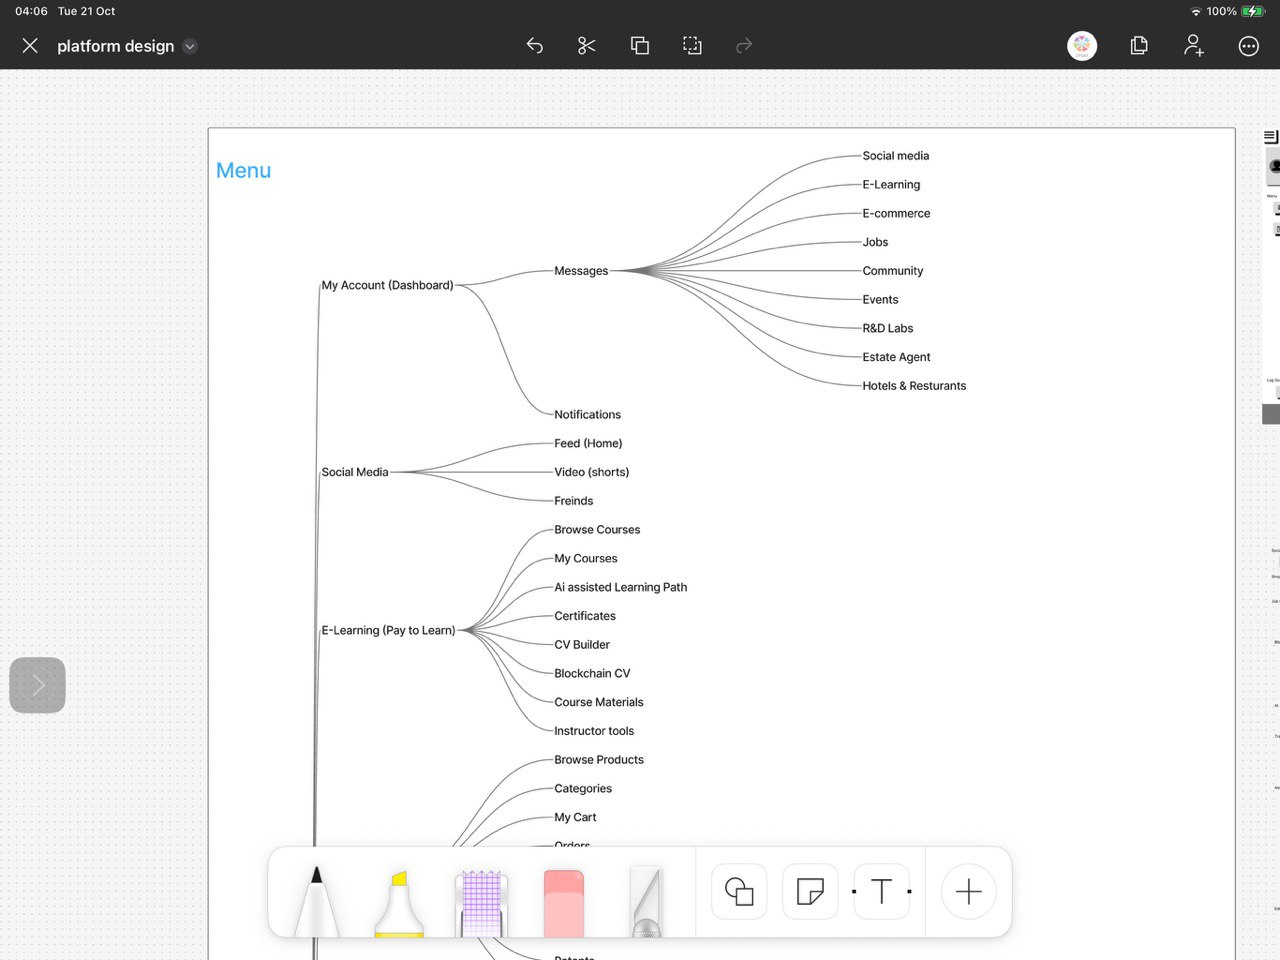 04:06 Tue 21 Oct
100%
platform design
Menu
My Account (Dashboard)
Messages
Social media
E-Learning
E-commerce
Jobs
Community
Events
R&D Labs
Estate Agent
Hotels & Resturants
Notifications
Social Media
Feed (Home)
Video (shorts)
Freinds
E-Learning (Pay to Learn)
Browse Courses
My Courses
Ai assisted Learning Path
Certificates
CV Builder
Blockchain CV
Course Materials
Instructor tools
Browse Products
Categories
My Cart
Orders
T